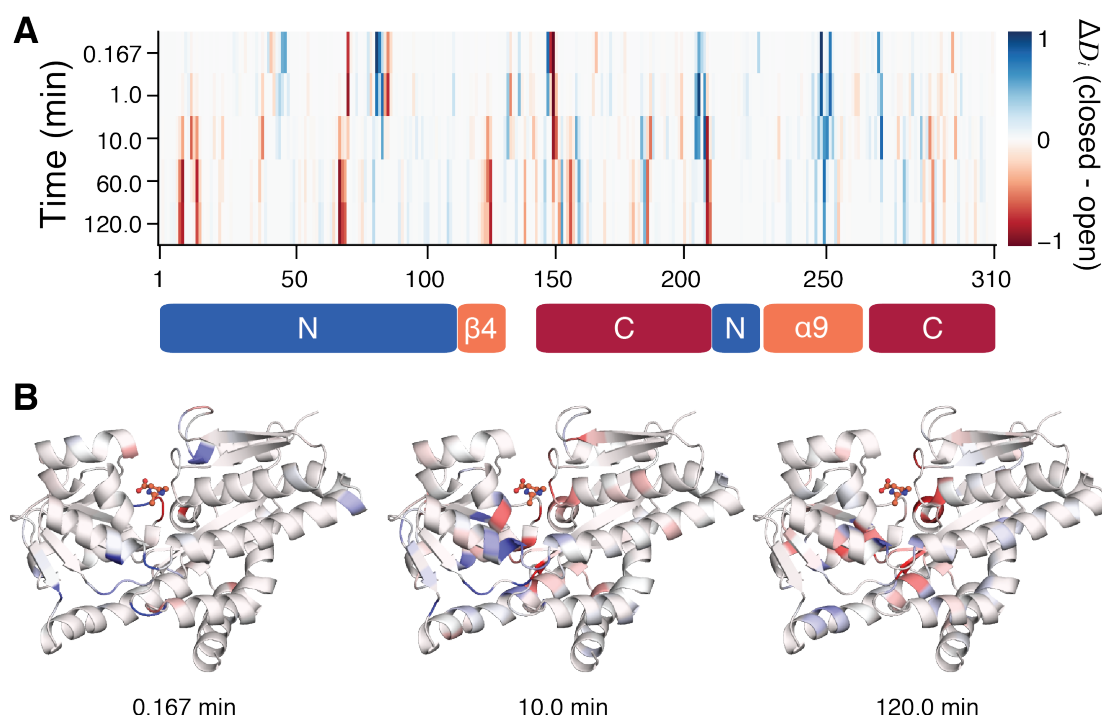 A
Time (min)
0.167
1.0
10.0
60.0
120.0
1
0
−1
ΔDi (closed - open)
1 50 100 150 200 250 310
N β4 C N α9 C
B
0.167 min 10.0 min 120.0 min